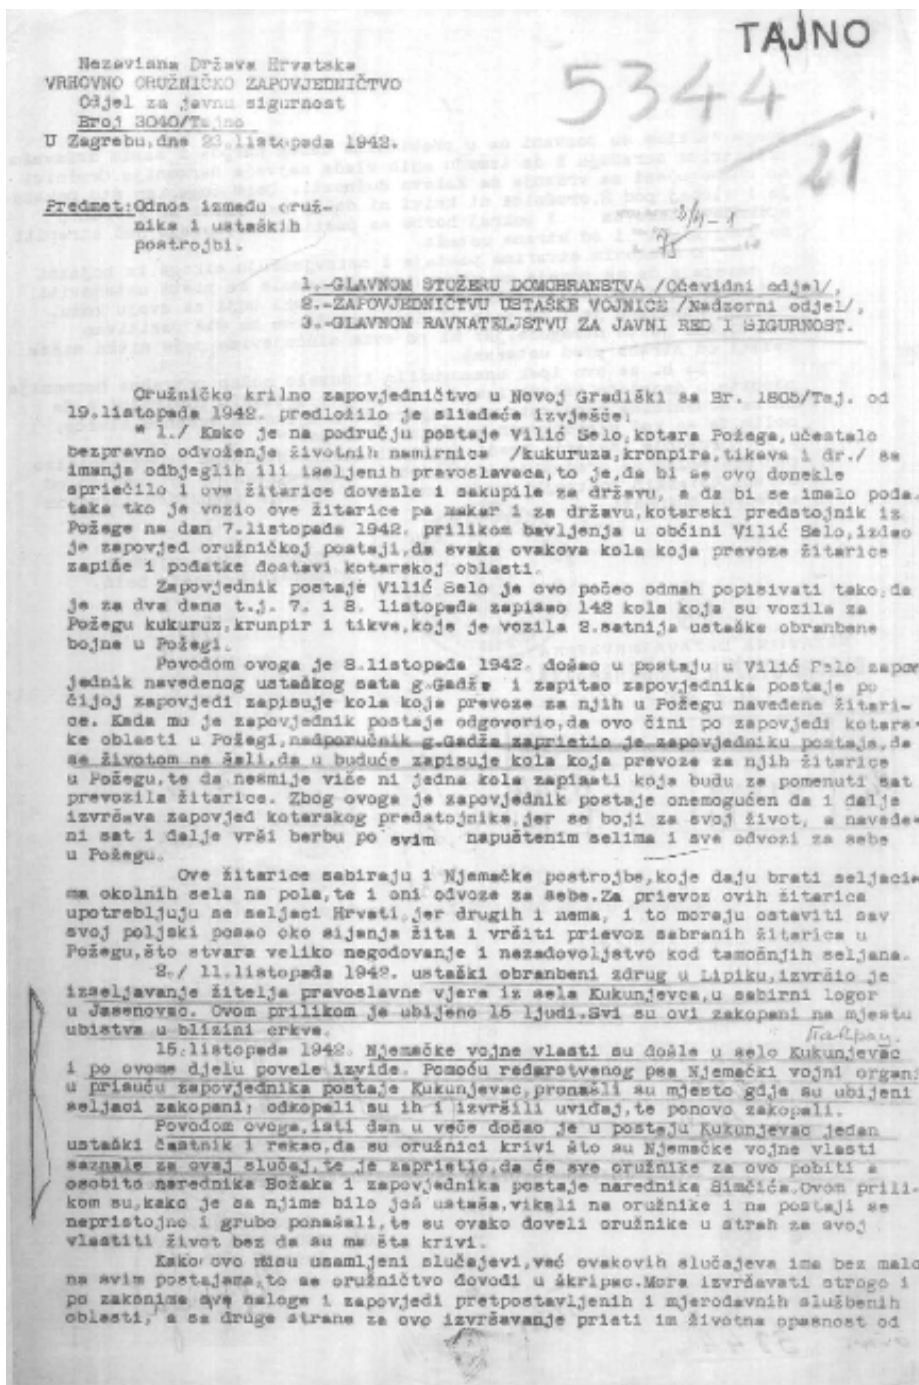 TAJNO
Nezavisna Država Hrvatska
VRHOVNO ORUŽNIČKO ZAPOVJEDNIČTVO
Odjel za javnu sigurnost
Broj 3040/Tajno
U Zagrebu, dne 23.listopada 1942.
5344
21
Predmet:Odnos između oruž-
nika i ustaških
postrojbi.
1.-GLAVNOM STOŽERU DOMOBRANSTVA /Očevidni odjel/,
2.-ZAPOVJEDNIČTVU USTAŠKE VOJNICE /Nadzorni odjel/,
3.-GLAVNOM RAVNATELJSTVU ZA JAVNI RED I SIGURNOST.
Oružničko krilno zapovjedničtvo u Novoj Gradiški sa Br. 1805/Taj. od
19.listopada 1942. predložilo je sliedeće izvješće:
" 1./ Kako je na području postaje Vilić Selo,kotara Požega,učestalo
bezpravno odvoženje životnih namirnica /kukuruza,kronpira,tikava i dr./ sa
imanja odbjeglih ili iseljenih pravoslavaca,to je,da bi se ovo donekle
spriečilo i ove žitarice dovezle i sakupile za državu, a da bi se imalo poda-
taka tko je vozio ove žitarice pa makar i za državu,kotarski predstojnik iz
Požege na dan 7.listopada 1942. prilikom bavljenja u obćini Vilić Selo,izdao
je zapovjed oružničkoj postaji,da svaka ovakova kola koja prevoze žitarice
zapiše i podatke dostavi kotarskoj oblasti.
Zapovjednik postaje Vilić Selo je ovo počeo odmah popisivati tako,da
je za dva dana t.j. 7. i 8. listopada zapisao 142 kola koja su vozila za
Požegu kukuruz,krunpir i tikve,koje je vozila 2.satnija ustaške obranbene
bojne u Požegi.
Povodom ovoga je 8.listopada 1942. došao u postaju u Vilić Selo zapov
jednik navedenog ustaškog sata g.Gadže i zapitao zapovjednika postaje po
čijoj zapovjedi zapisuje kola koja prevoze za njih u Požegu navedene žitari-
ce. Kada mu je zapovjednik postaje odgovorio,da ovo čini po zapovjedi kotars-
ke oblasti u Požegi,nadporučnik g.Gadža zaprietio je zapovjedniku postaje,da
se životom ne šali,da u buduće zapisuje kola koja prevoze za njih žitarice
u Požegu,te da nesmije više ni jedna kola zapisati koja budu za pomenuti sat
prevozila žitarice. Zbog ovoga je zapovjednik postaje onemogućen da i dalje
izvršava zapovjed kotarskog predstojnika,jer se boji za svoj život, a navede-
ni sat i dalje vrši berbu po svim napuštenim selima i sve odvozi za sebe
u Požegu.
Ove žitarice sabiraju i Njemačke postrojbe,koje daju brati seljaci-
ma okolnih sela na pola,te i oni odvoze za sebe.Za prievoz ovih žitarica
upotrebljuju se seljaci Hrvati,jer drugih i nema, i to moraju ostaviti sav
svoj poljski posao oko sijanja žita i vršiti prievoz sabranih žitarica u
Požegu,što stvara veliko negodovanje i nezadovoljstvo kod tamošnjih seljana.
2./ 11.listopada 1942. ustaški obranbeni zdrug u Lipiku,izvršio je
izseljavanje žitelja pravoslavne vjere iz sela Kukunjevca,u sabirni logor
u Jasenovac. Ovom prilikom je ubijeno 15 ljudi.Svi su ovi zakopani na mjestu
ubistva u blizini crkve.
15.listopada 1942. Njemačke vojne vlasti su došle u selo Kukunjevac
i po ovome djelu povele izvide. Pomoću redarstvenog psa Njemački vojni organi
u prisuću zapovjednika postaje Kukunjevac,pronašli su mjesto gdje su ubijeni
seljaci zakopani; odkopali su ih i izvršili uviđaj,te ponovo zakopali.
Povodom ovoga,isti dan u veče došao je u postaju Kukunjevac jedan
ustaški častnik i rekao,da su oružnici krivi što su Njemačke vojne vlasti
saznale za ovaj slučaj,te je zaprietio,da će sve oružnike za ovo pobiti a
osobito narednika Božaka i zapovjednika postaje narednika Simčića.Ovom prili-
kom su,kako je sa njime bilo još ustaša,vikali na oružnike i na postaji se
nepristojno i grubo ponašali,te su ovako doveli oružnike u strah za svoj
vlastiti život bez da su ma šta krivi.
Kako ovo nisu usamljeni slučajevi,već ovakovih slučajeva ima bez malo
na svim postajama,to se oružničtvo dovodi u škripac.Mora izvršavati strogo i
po zakonima sve naloge i zapovjedi pretpostavljenih i mjerodavnih službenih
oblasti, a sa druge strane za ovo izvršavanje prieti im životna opasnost od